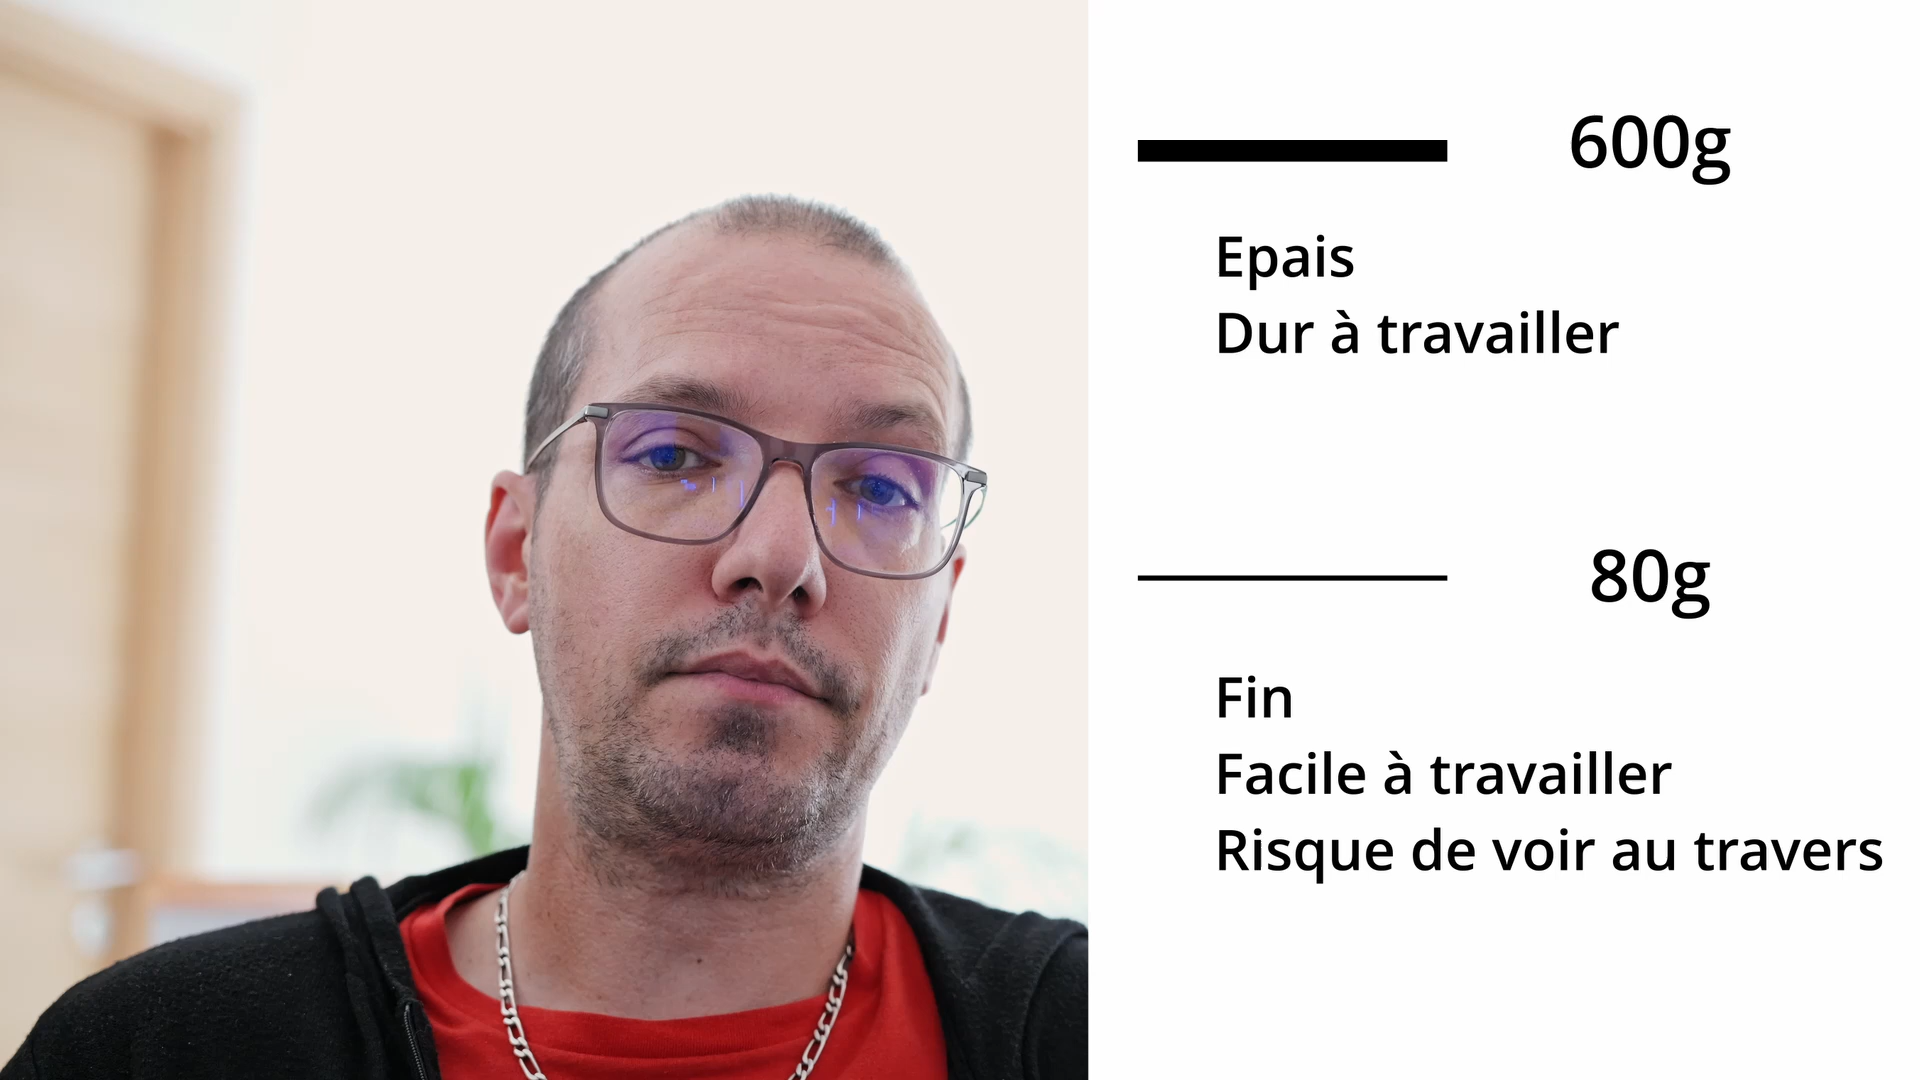 600g
Epais
Dur à travailler
80g
Fin
Facile à travailler
Risque de voir au travers